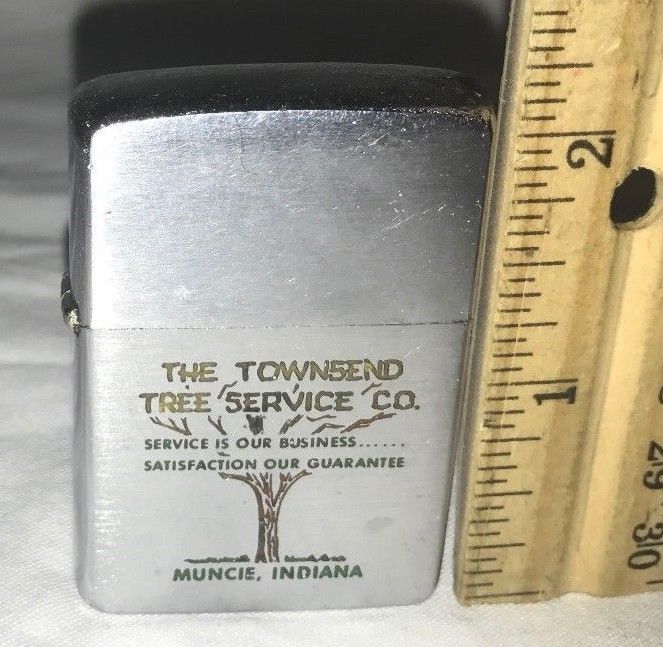 THE TOWNSEND
TREE SERVICE CO.
SERVICE IS OUR BUSINESS......
SATISFACTION OUR GUARANTEE
MUNCIE, INDIANA
2
1
29
30